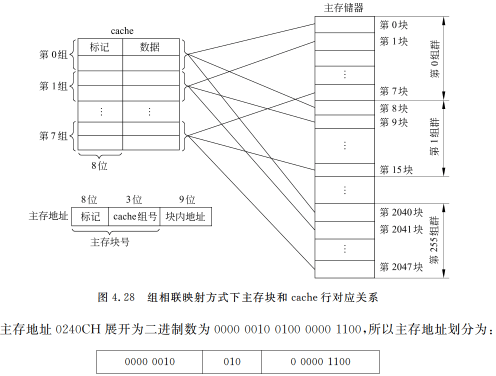 cache
标记 数据
第0组
第1组
⋮ ⋮
第7组
8位
主存储器
第0块
第1块
⋮
第7块
第8块
第9块
⋮
第15块
⋮
第2040块
第2041块
⋮
第2047块
第0组群
第1组群
第255组群
8位 3位 9位
主存地址 标记 cache组号 块内地址
主存块号
图 4.28 组相联映射方式下主存块和 cache 行对应关系
主存地址 0240CH 展开为二进制数为 0000 0010 0100 0000 1100,所以主存地址划分为:
0000 0010 010 0 0000 1100